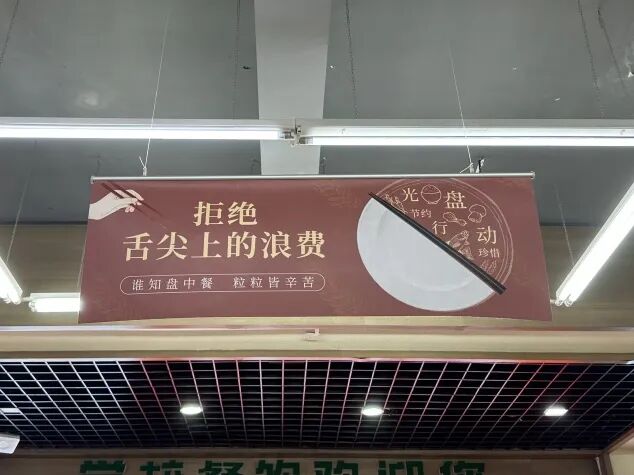 拒绝
舌尖上的浪费
谁知盘中餐 粒粒皆辛苦
光盘
节约
行动
珍惜